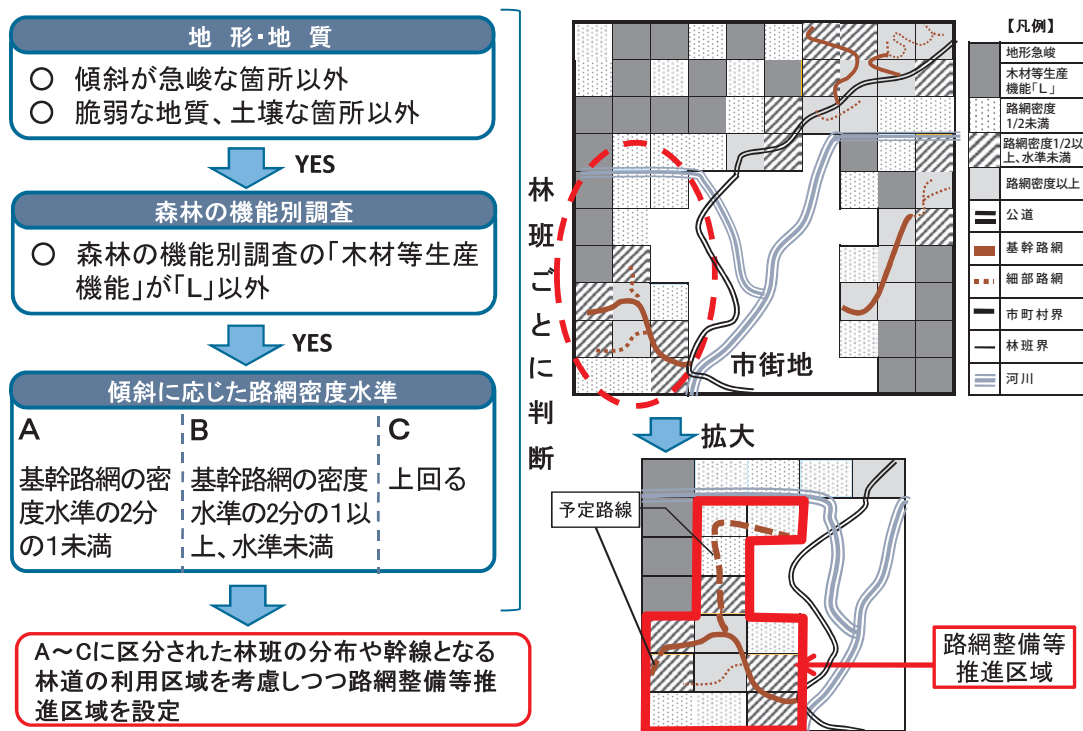 地 形・地 質
○ 傾斜が急峻な箇所以外
○ 脆弱な地質、土壌な箇所以外
YES
森林の機能別調査
○ 森林の機能別調査の「木材等生産
機能」が「L」以外
YES
傾斜に応じた路網密度水準
A
基幹路網の密
度水準の2分
の1未満
B
基幹路網の密度
水準の2分の1以
上、水準未満
C
上回る
A~Cに区分された林班の分布や幹線となる
林道の利用区域を考慮しつつ路網整備等推
進区域を設定
林班ごとに判断
市街地
拡大
予定路線
路網整備等
推進区域
【凡例】
地形急峻
木材等生産
機能「L」
路網密度
1/2未満
路網密度1/2以
上、水準未満
路網密度以上
公道
基幹路網
細部路網
市町村界
林班界
河川